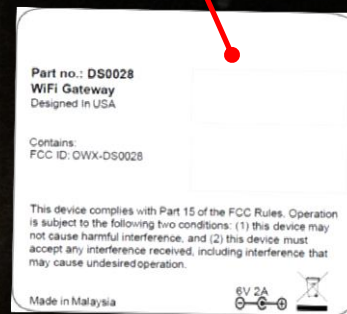 Part no.: DS0028
WiFi Gateway
Designed In USA
Contains:
FCC ID: OWX-DS0028
This device complies with Part 15 of the FCC Rules. Operation
is subject to the following two conditions: (1) this device may
not cause harmful interference, and (2) this device must
accept any interference received, including interference that
may cause undesired operation.
6V 2A
Made in Malaysia